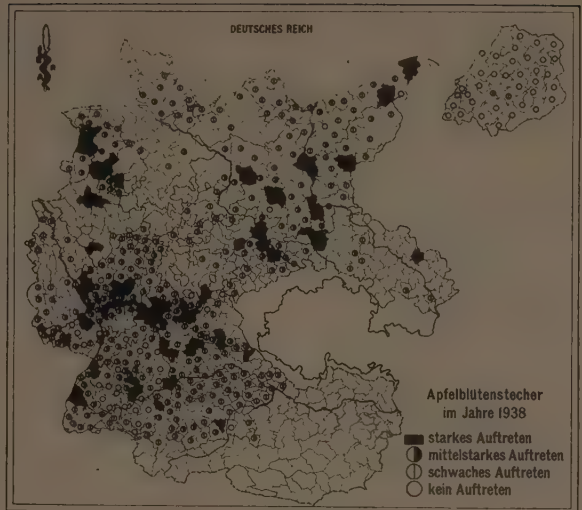 DEUTSCHES REICH
Apfelblütenstecher
im Jahre 1938
starkes Auftreten
mittelstarkes Auftreten
schwaches Auftreten
kein Auftreten